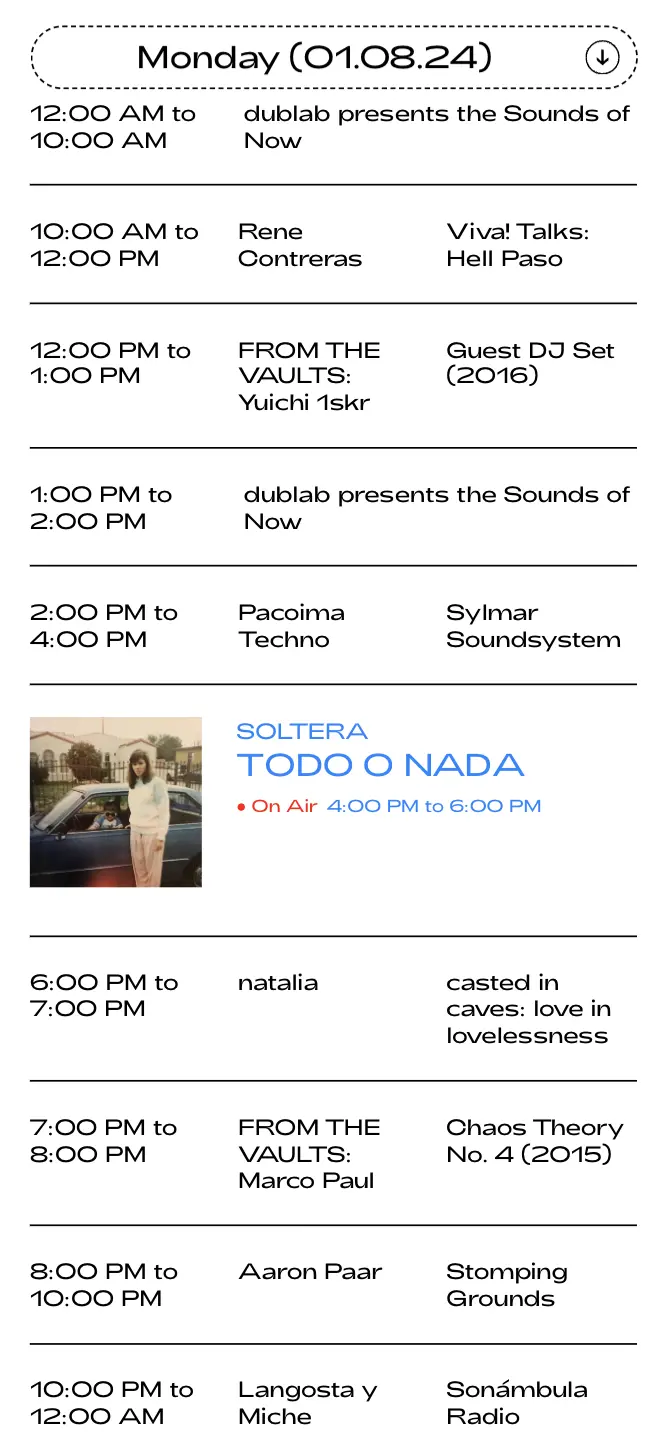 Monday (01.08.24)
12:00 AM to
10:00 AM
dublab presents the Sounds of
Now
10:00 AM to
12:00 PM
Rene
Contreras
Viva! Talks:
Hell Paso
12:00 PM to
1:00 PM
FROM THE
VAULTS:
Yuichi 1skr
Guest DJ Set
(2016)
1:00 PM to
2:00 PM
dublab presents the Sounds of
Now
2:00 PM to
4:00 PM
Pacoima
Techno
Sylmar
Soundsystem
SOLTERA
TODO O NADA
• On Air 4:00 PM to 6:00 PM
6:00 PM to
7:00 PM
natalia
casted in
caves: love in
lovelessness
7:00 PM to
8:00 PM
FROM THE
VAULTS:
Marco Paul
Chaos Theory
No. 4 (2015)
8:00 PM to
10:00 PM
Aaron Paar
Stomping
Grounds
10:00 PM to
12:00 AM
Langosta y
Miche
Sonámbula
Radio